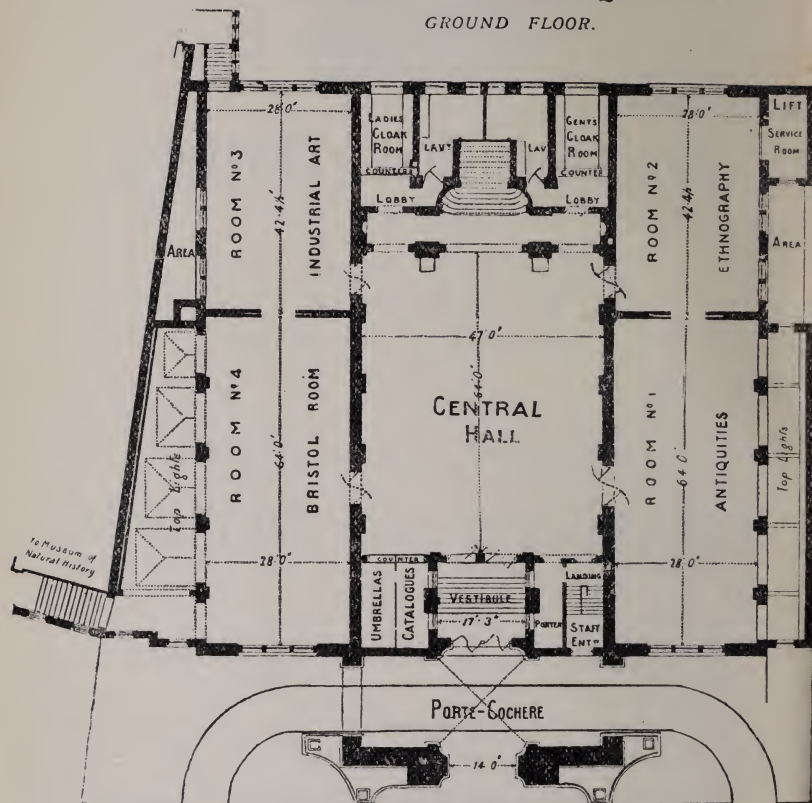 GROUND FLOOR.
LIFT
28.0"
LADIES
CLOAK
ROOM
COUNTER
LAVY
LAV
GENTS
CLOAK
ROOM
COUNTER
28.0"
SERVICE
ROOM
ROOM Nº 3
42.4½"
INDUSTRIAL ART
LOBBY
LOBBY
ROOM Nº 2
42.4½
ETHNOGRAPHY
AREA
AREA
47.0"
64.0"
CENTRAL
HALL
ROOM Nº 4
64.0"
BRISTOL ROOM
ROOM Nº 1
64.0"
ANTIQUITIES
Top Lights
Top Lights
To Museum of
Natural History
28.0"
COUNTER
UMBRELLAS
CATALOGUES
VESTIBULE
17'.3"
PORTER
LANDING
STAFF
ENTCE
28.0"
PORTE-COCHERE
14.0"